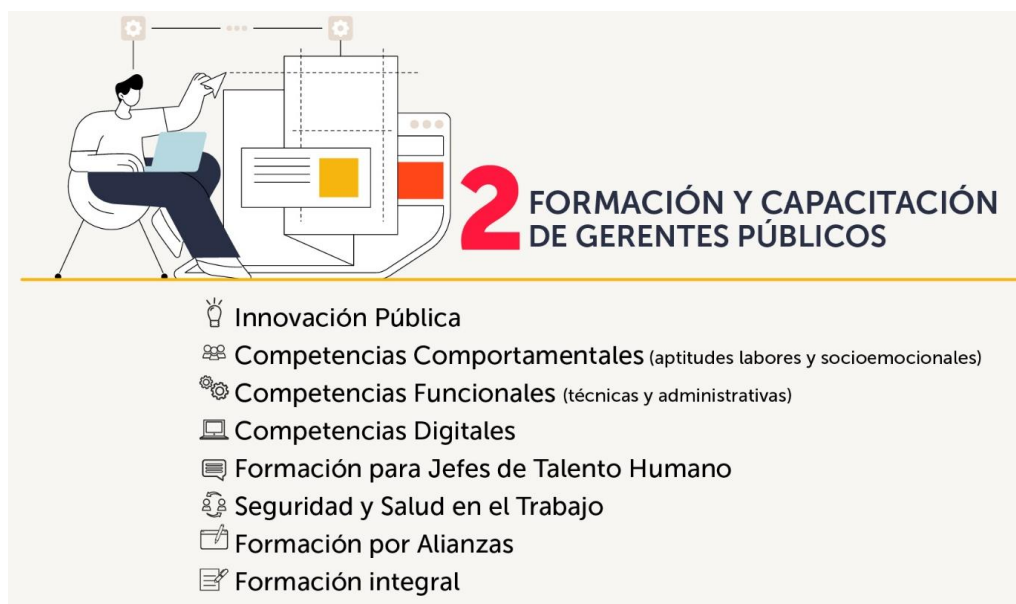 2 FORMACIÓN Y CAPACITACIÓN
DE GERENTES PÚBLICOS
Innovación Pública
Competencias Comportamentales (aptitudes labores y socioemocionales)
Competencias Funcionales (técnicas y administrativas)
Competencias Digitales
Formación para Jefes de Talento Humano
Seguridad y Salud en el Trabajo
Formación por Alianzas
Formación integral